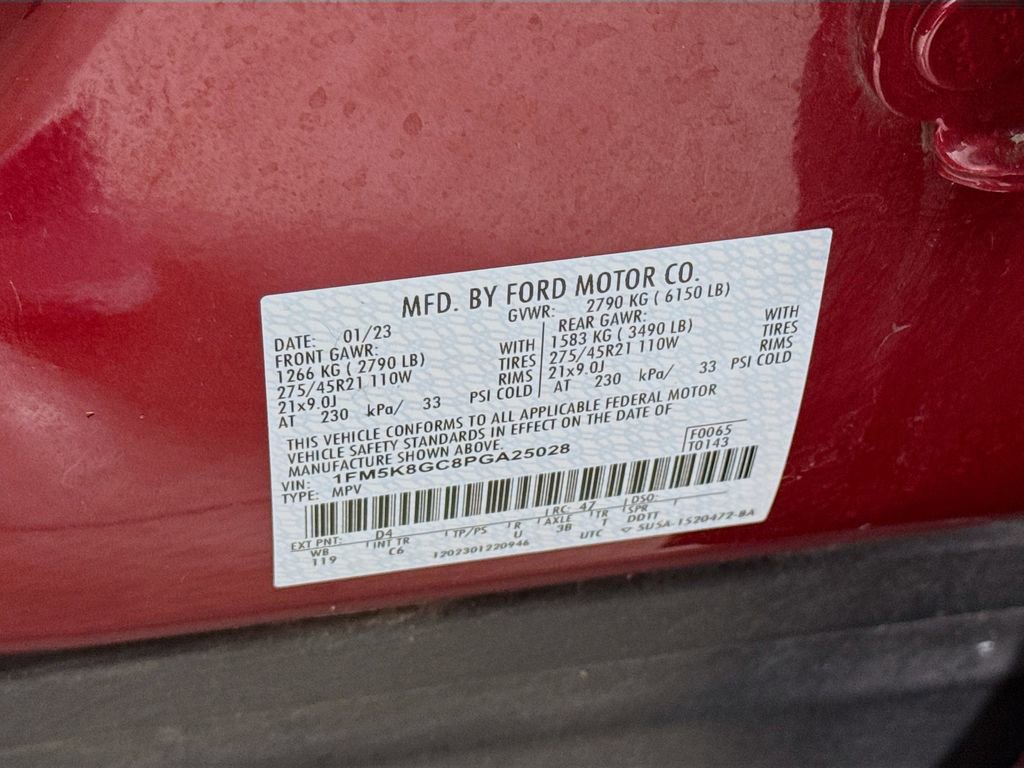 MFD. BY FORD MOTOR CO.
DATE: 01/23 GVWR: 2790 KG ( 6150 LB)
FRONT GAWR: REAR GAWR:
1266 KG ( 2790 LB) WITH 1583 KG ( 3490 LB) WITH
275/45R21 110W TIRES 275/45R21 110W TIRES
21x9.0J RIMS 21x9.0J RIMS
AT 230 kPa/ 33 PSI COLD AT 230 kPa/ 33 PSI COLD
THIS VEHICLE CONFORMS TO ALL APPLICABLE FEDERAL MOTOR
VEHICLE SAFETY STANDARDS IN EFFECT ON THE DATE OF
MANUFACTURE SHOWN ABOVE. F0065
VIN: 1FM5K8GC8PGA25028 T0143
TYPE: MPV
EXT PNT: D4 RC: 47 DSO:
WB INT TR TP/PS R AXLE TR SPR
119 C6 U 3B 1 DDTT
1202301220946 UTC ▽ SU5A-1520472-BA